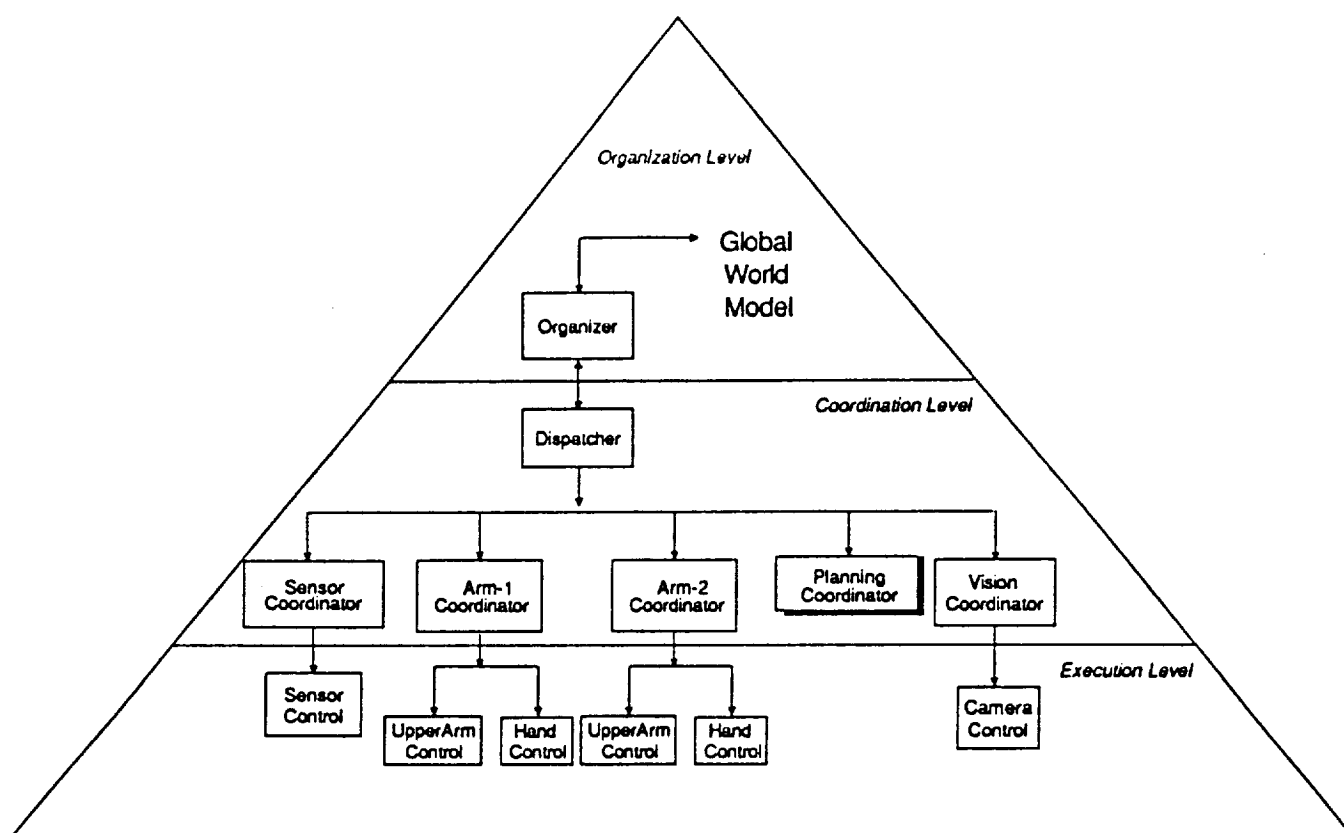 Organization Level
Global
World
Model
Organizer
Coordination Level
Dispatcher
Sensor
Coordinator
Arm-1
Coordinator
Arm-2
Coordinator
Planning
Coordinator
Vision
Coordinator
Execution Level
Sensor
Control
UpperArm
Control
Hand
Control
UpperArm
Control
Hand
Control
Camera
Control